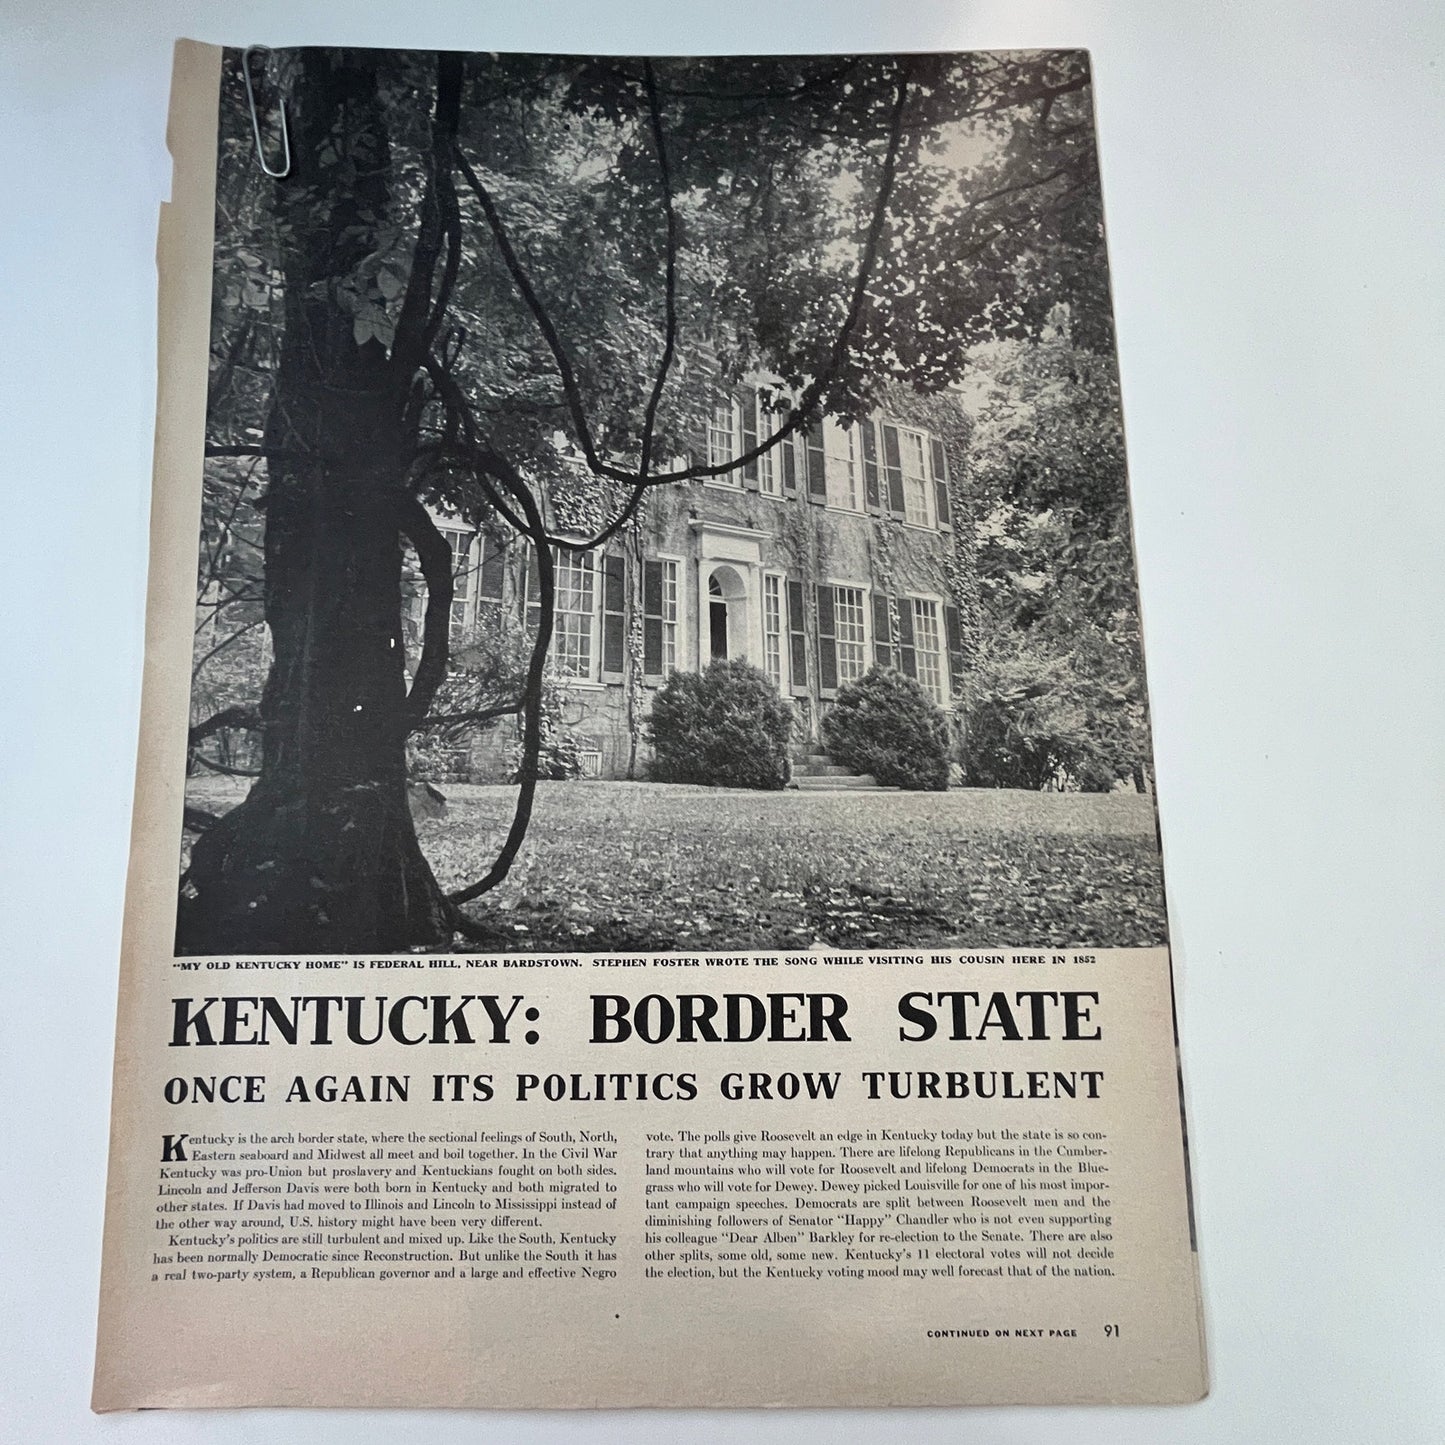 "MY OLD KENTUCKY HOME" IS FEDERAL HILL, NEAR BARDSTOWN. STEPHEN FOSTER WROTE THE SONG WHILE VISITING HIS COUSIN HERE IN 1852
KENTUCKY: BORDER STATE
ONCE AGAIN ITS POLITICS GROW TURBULENT
Kentucky is the arch border state, where the sectional feelings of South, North,
Eastern seaboard and Midwest all meet and boil together. In the Civil War
Kentucky was pro-Union but proslavery and Kentuckians fought on both sides.
Lincoln and Jefferson Davis were both born in Kentucky and both migrated to
other states. If Davis had moved to Illinois and Lincoln to Mississippi instead of
the other way around, U.S. history might have been very different.
Kentucky's politics are still turbulent and mixed up. Like the South, Kentucky
has been normally Democratic since Reconstruction. But unlike the South it has
a real two-party system, a Republican governor and a large and effective Negro
vote. The polls give Roosevelt an edge in Kentucky today but the state is so con-
trary that anything may happen. There are lifelong Republicans in the Cumber-
land mountains who will vote for Roosevelt and lifelong Democrats in the Blue-
grass who will vote for Dewey. Dewey picked Louisville for one of his most impor-
tant campaign speeches. Democrats are split between Roosevelt men and the
diminishing followers of Senator "Happy" Chandler who is not even supporting
his colleague "Dear Alben" Barkley for re-election to the Senate. There are also
other splits, some old, some new. Kentucky's 11 electoral votes will not decide
the election, but the Kentucky voting mood may well forecast that of the nation.
CONTINUED ON NEXT PAGE 91